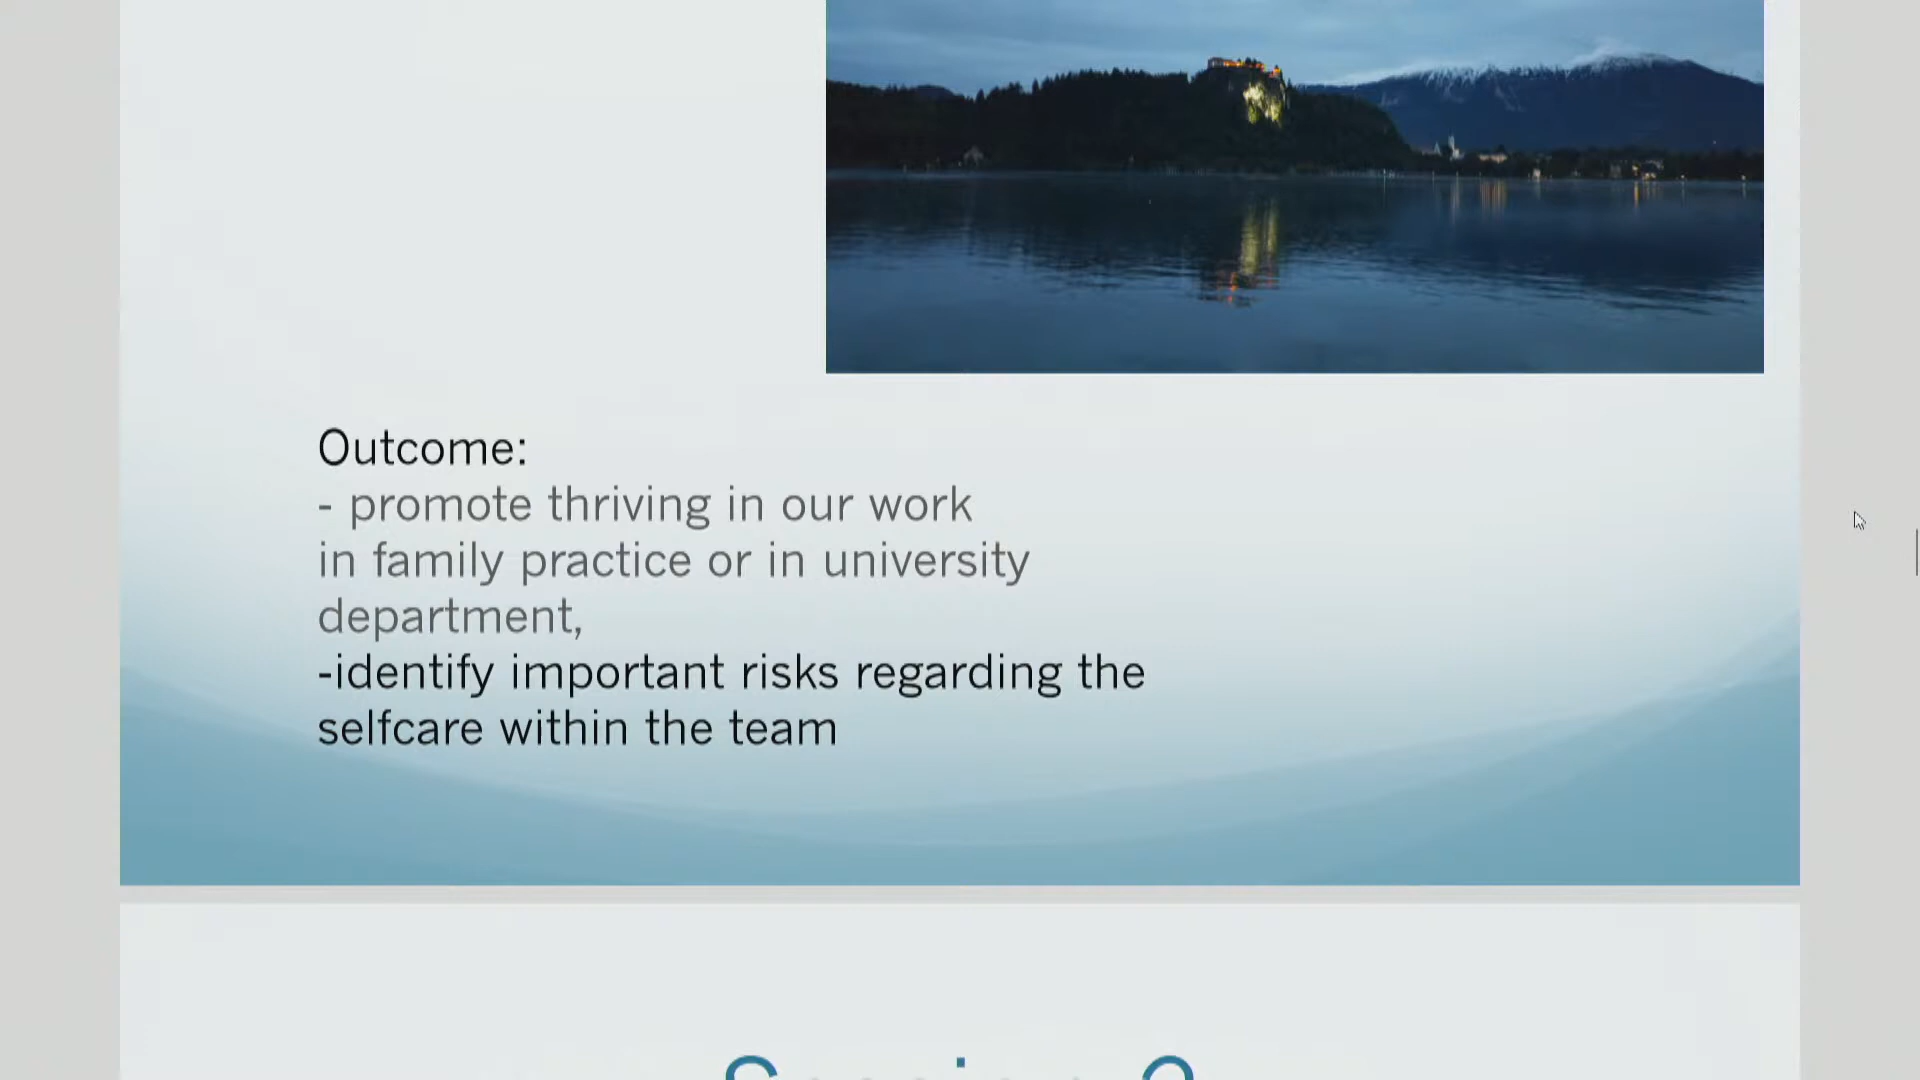 Outcome:
- promote thriving in our work
in family practice or in university
department,
-identify important risks regarding the
selfcare within the team